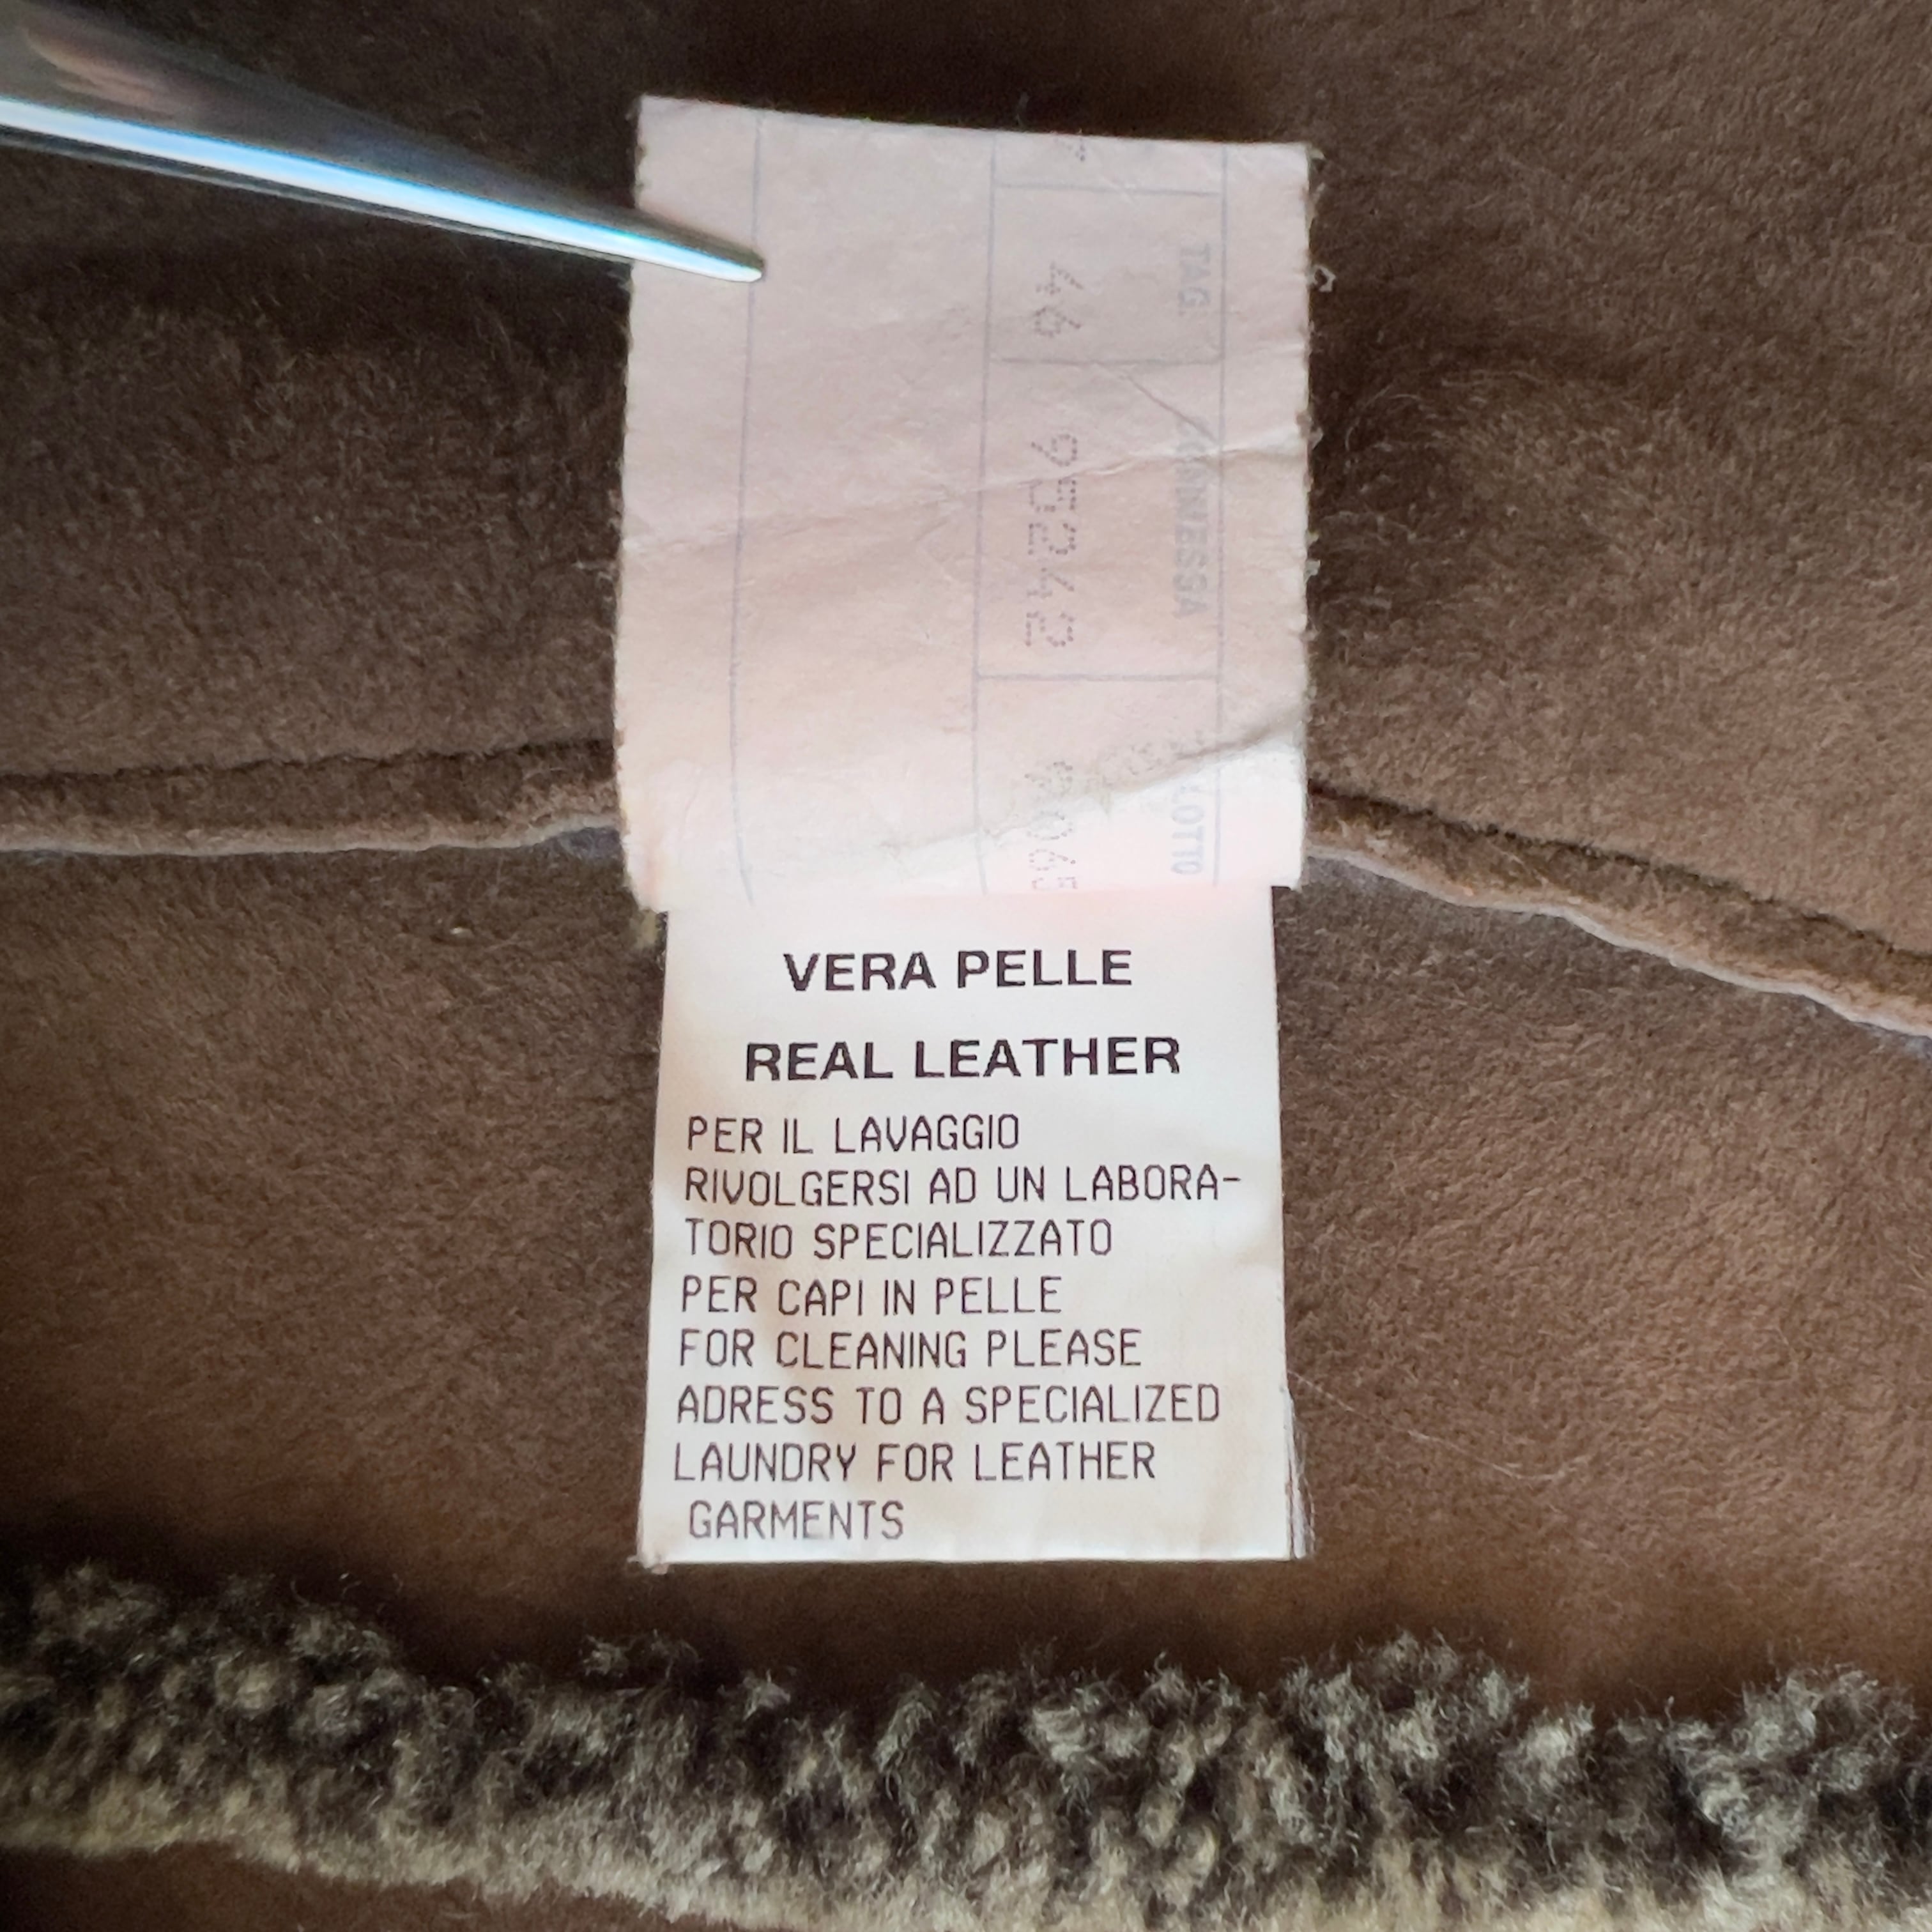 TAG.
46
COMMESSA
95242
LOTTO
VERA PELLE
REAL LEATHER
PER IL LAVAGGIO
RIVOLGERSI AD UN LABORA-
TORIO SPECIALIZZATO
PER CAPI IN PELLE
FOR CLEANING PLEASE
ADRESS TO A SPECIALIZED
LAUNDRY FOR LEATHER
GARMENTS